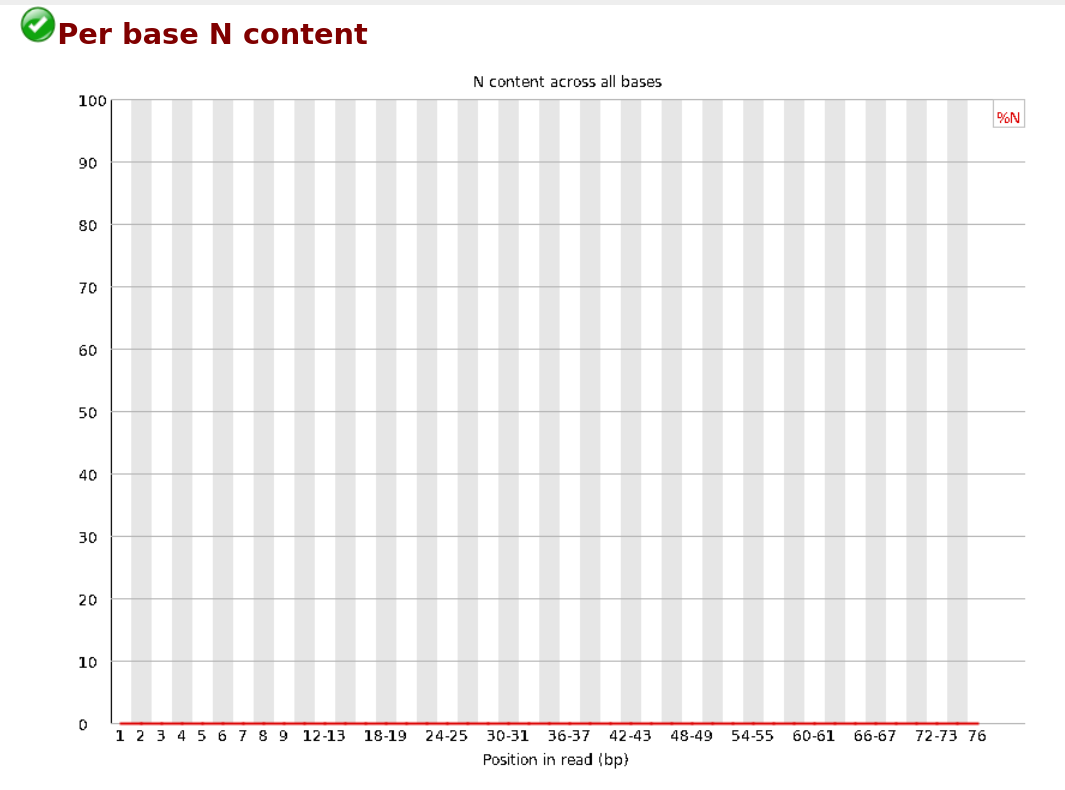 Per base N content
N content across all bases
100
%N
90
80
70
60
50
40
30
20
10
0
1 2 3 4 5 6 7 8 9 12-13 18-19 24-25 30-31 36-37 42-43 48-49 54-55 60-61 66-67 72-73 76
Position in read (bp)